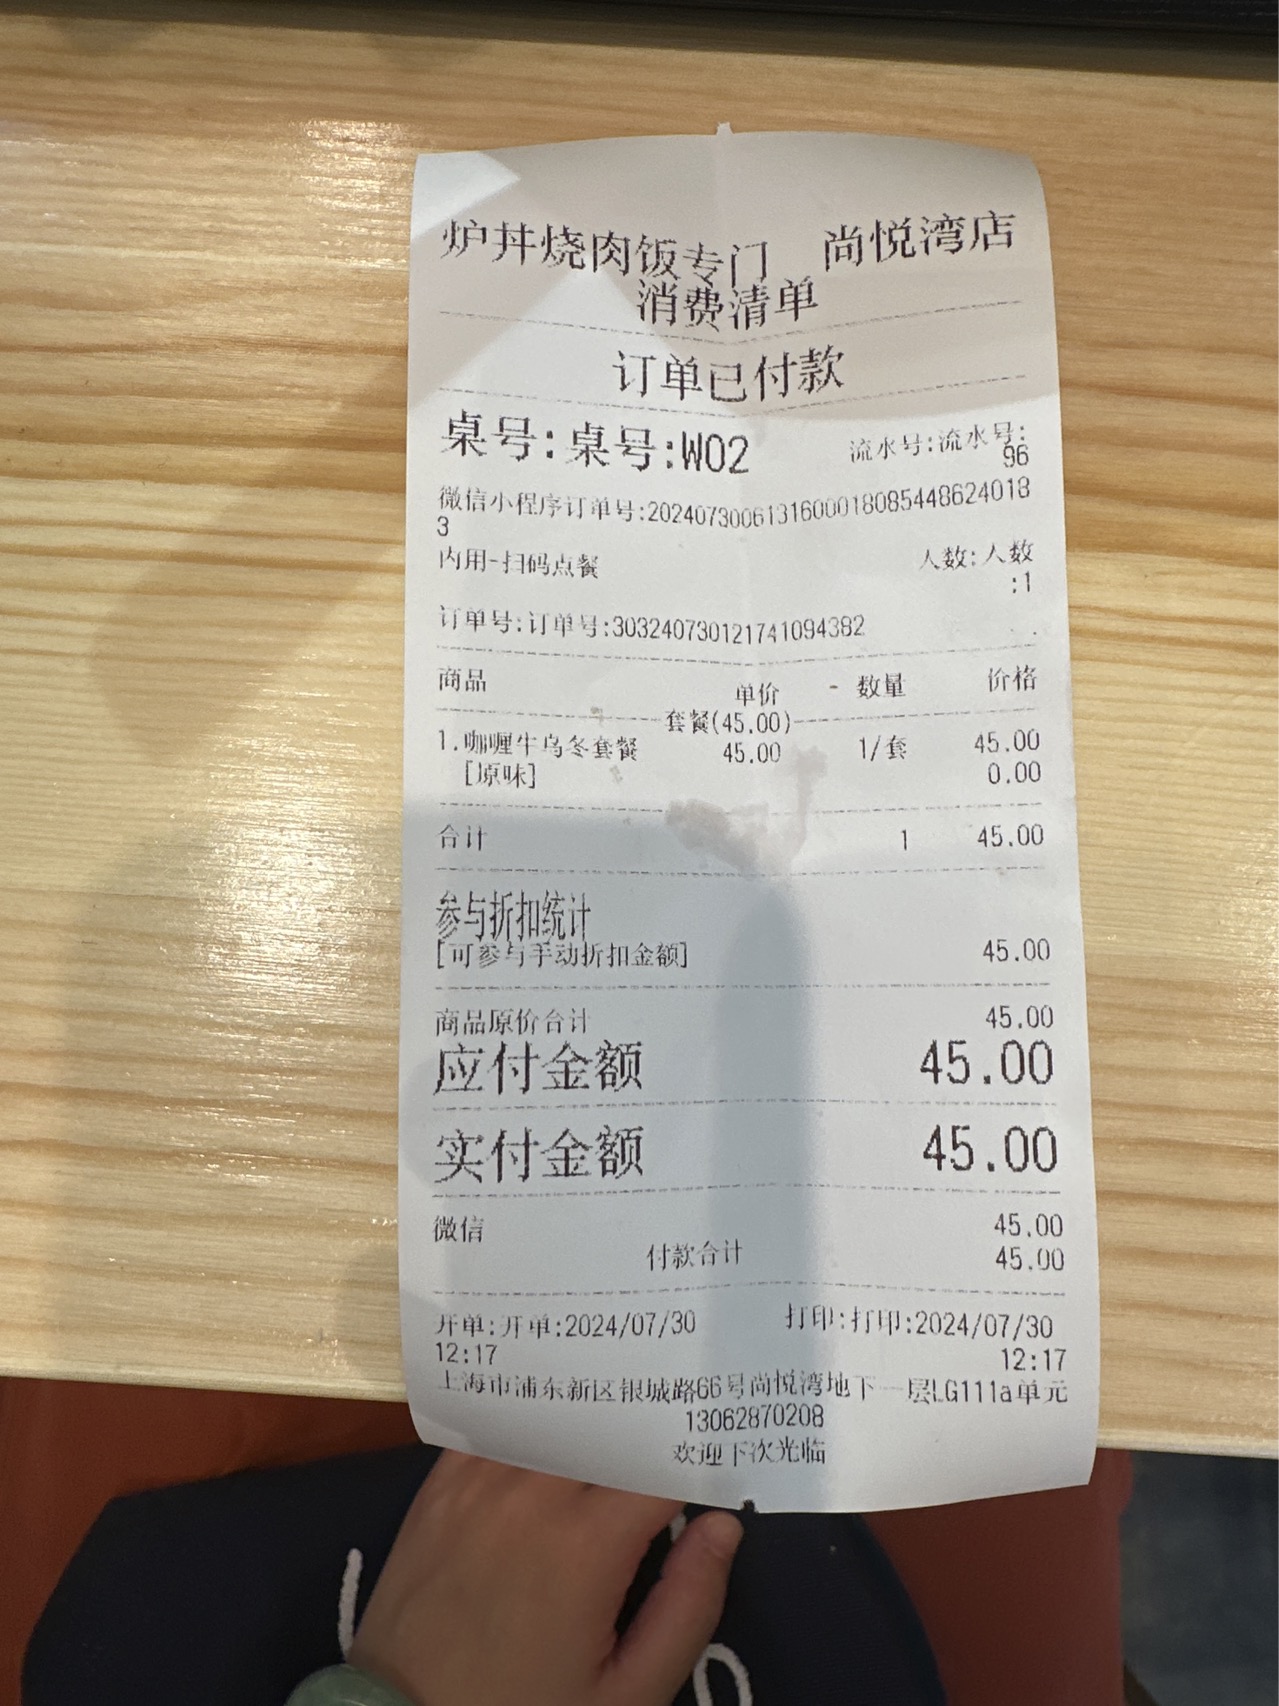 炉丼烧肉饭专门 尚悦湾店
消费清单
订单已付款
桌号:桌号:W02 流水号:流水号:
96
微信小程序订单号:2024073006131600018085448624018
3
内用-扫码点餐 人数:人数
:1
订单号:订单号:303240730121741094382
商品 单价 - 数量 价格
套餐(45.00)
1.咖喱牛乌冬套餐 45.00 1/套 45.00
[原味] 0.00
合计 1 45.00
参与折扣统计
[可参与手动折扣金额] 45.00
商品原价合计 45.00
应付金额 45.00
实付金额 45.00
微信 45.00
付款合计 45.00
开单:开单:2024/07/30 打印:打印:2024/07/30
12:17 12:17
上海市浦东新区银城路66号尚悦湾地下一层LG111a单元
13062870208
欢迎下次光临